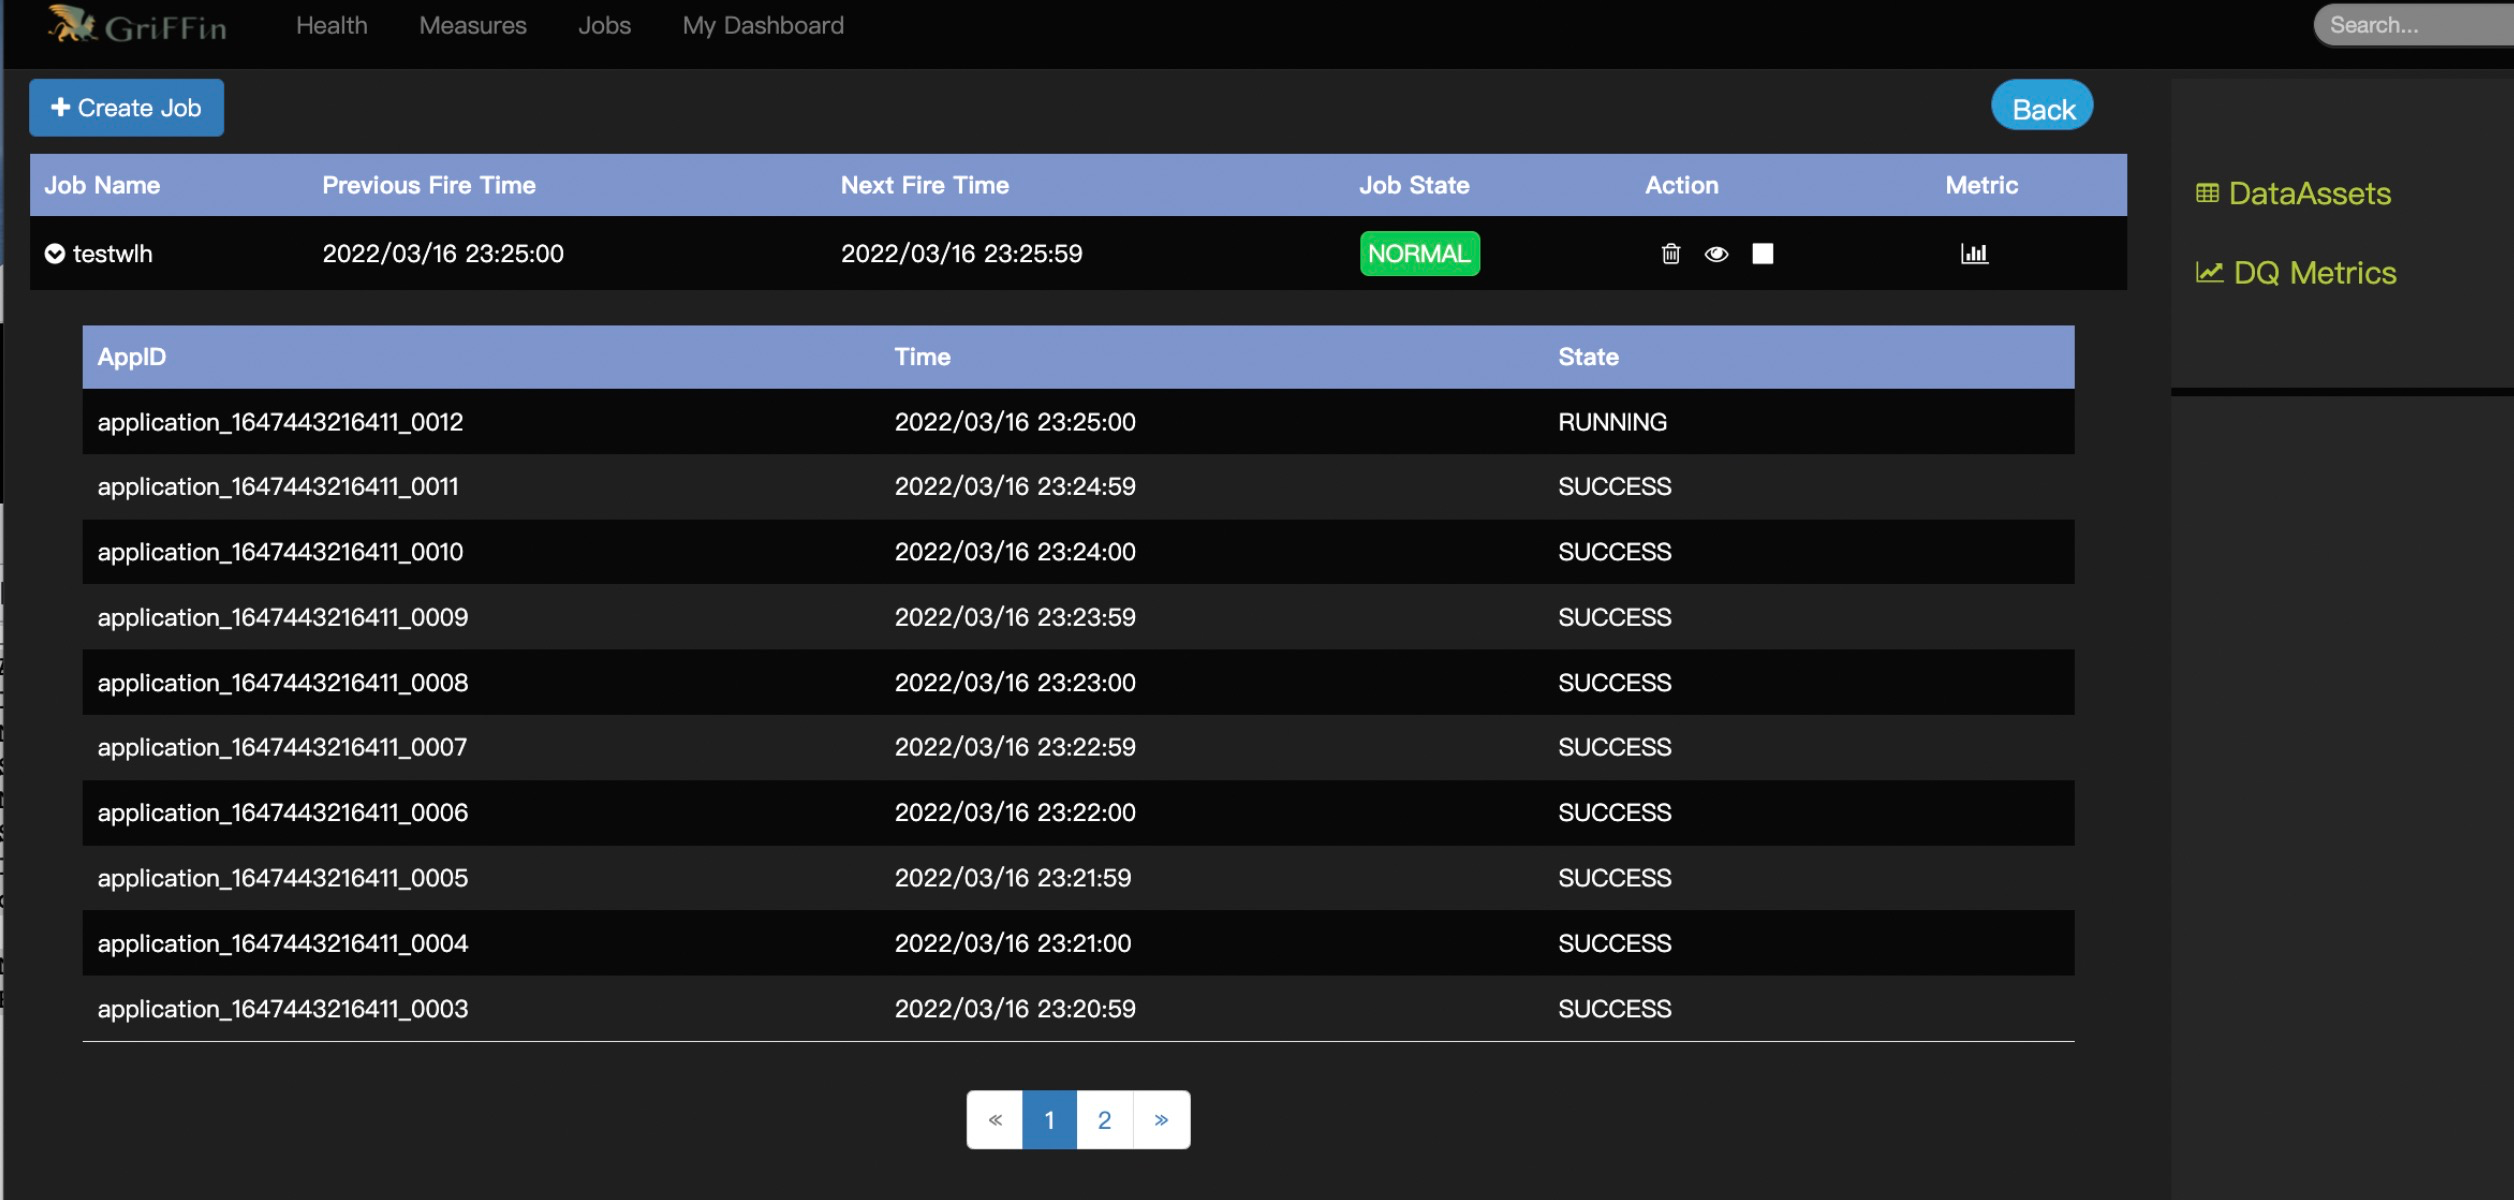 GriFFin Health Measures Jobs My Dashboard Search...
Create Job Back
Job Name Previous Fire Time Next Fire Time Job State Action Metric
testwlh 2022/03/16 23:25:00 2022/03/16 23:25:59 NORMAL
AppID Time State
application_1647443216411_0012 2022/03/16 23:25:00 RUNNING
application_1647443216411_0011 2022/03/16 23:24:59 SUCCESS
application_1647443216411_0010 2022/03/16 23:24:00 SUCCESS
application_1647443216411_0009 2022/03/16 23:23:59 SUCCESS
application_1647443216411_0008 2022/03/16 23:23:00 SUCCESS
application_1647443216411_0007 2022/03/16 23:22:59 SUCCESS
application_1647443216411_0006 2022/03/16 23:22:00 SUCCESS
application_1647443216411_0005 2022/03/16 23:21:59 SUCCESS
application_1647443216411_0004 2022/03/16 23:21:00 SUCCESS
application_1647443216411_0003 2022/03/16 23:20:59 SUCCESS
« 1 2 »
DataAssets
DQ Metrics